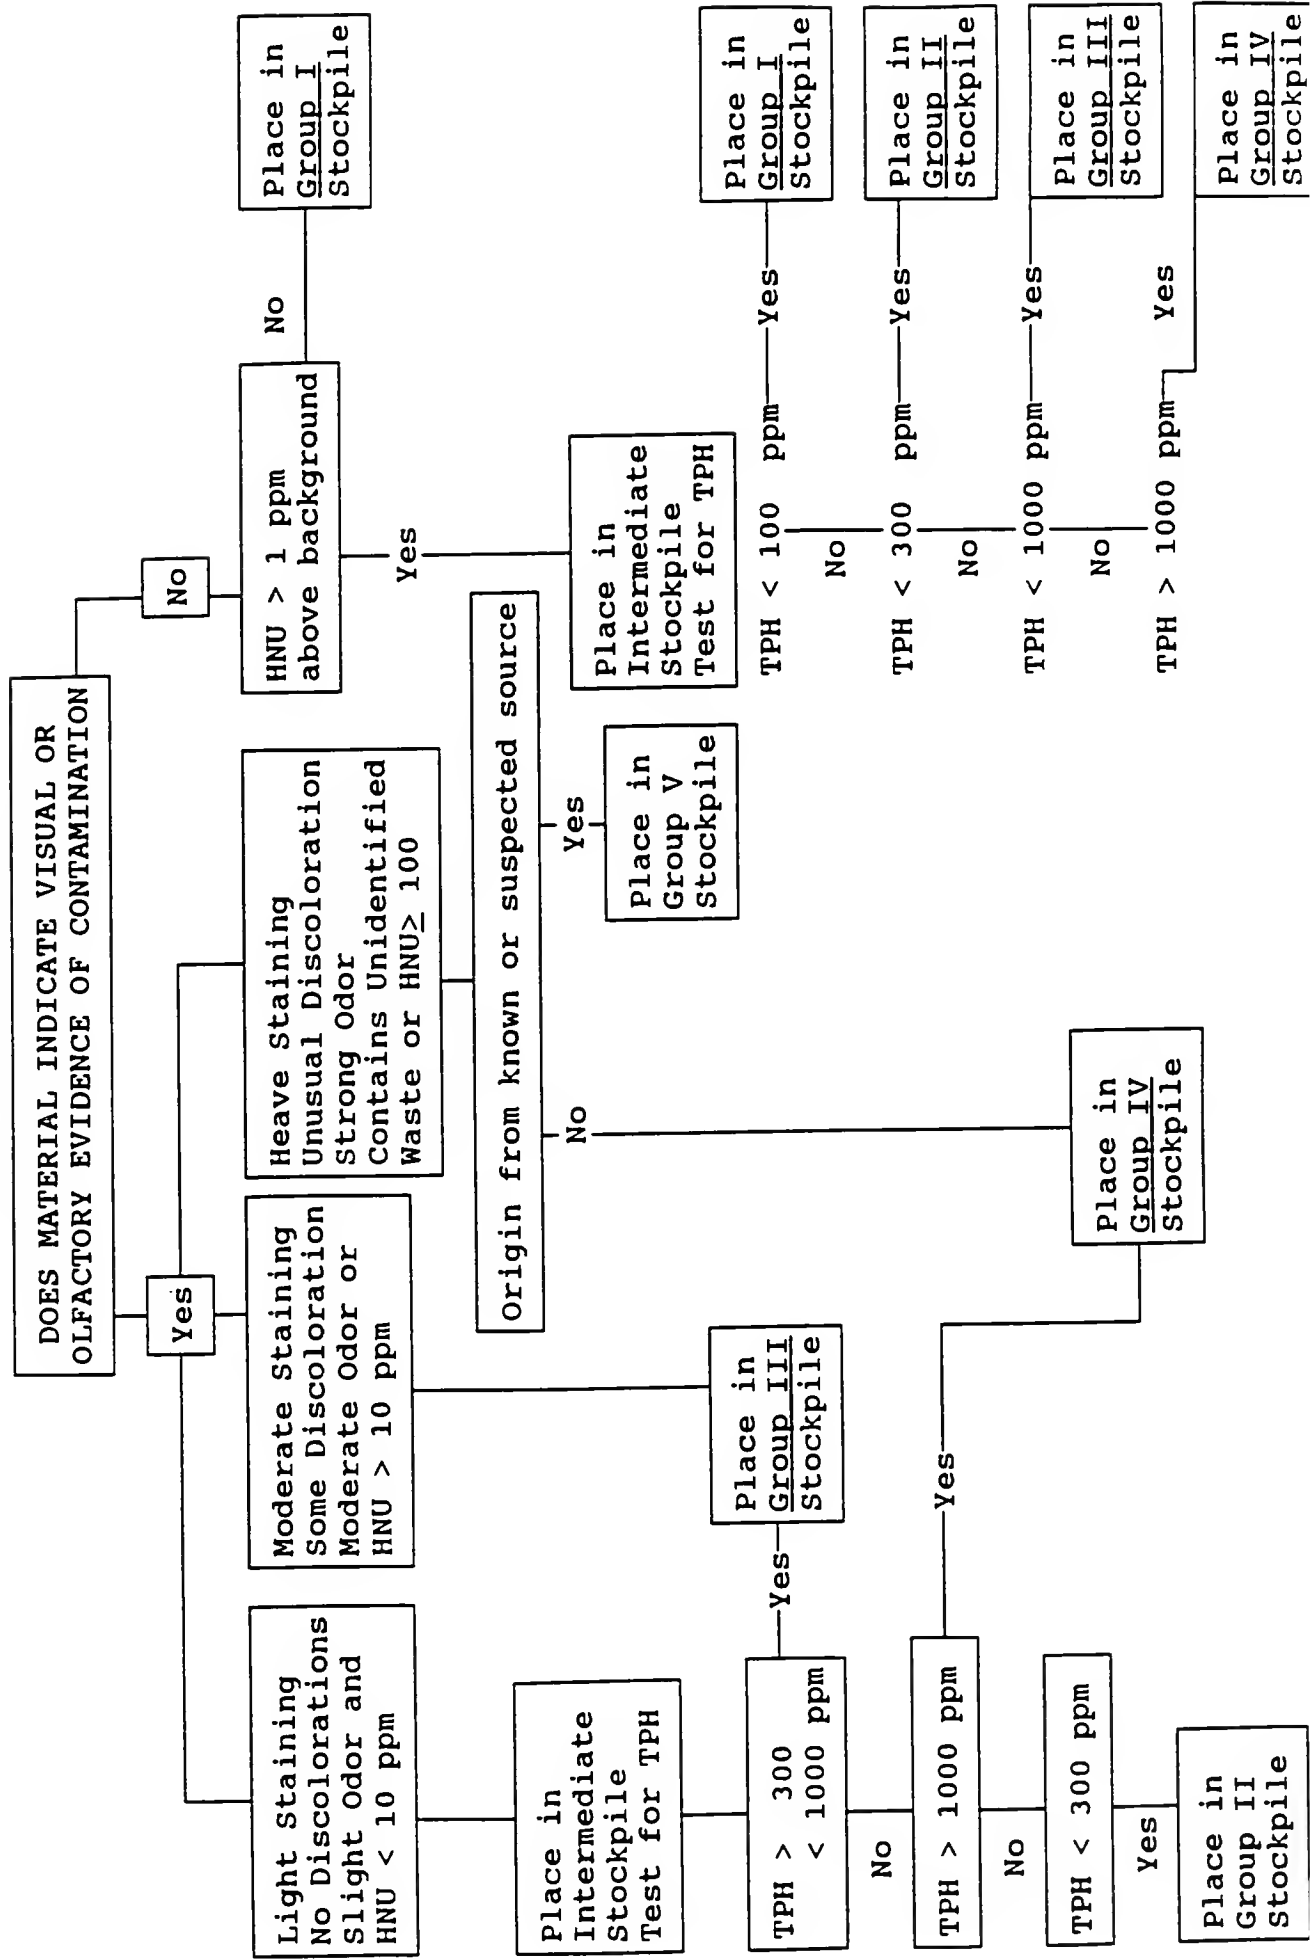 DOES MATERIAL INDICATE VISUAL OR
OLFACTORY EVIDENCE OF CONTAMINATION
Yes
No
Light Staining
No Discolorations
Slight Odor and
HNU < 10 ppm
Moderate Staining
Some Discoloration
Moderate Odor or
HNU > 10 ppm
Heave Staining
Unusual Discoloration
Strong Odor
Contains Unidentified
Waste or HNU≥ 100
HNU > 1 ppm
above background
No
Place in
Group I
Stockpile
Yes
Origin from known or suspected source
Place in
Intermediate
Stockpile
Test for TPH
Place in
Intermediate
Stockpile
Test for TPH
No
Yes
Place in
Group V
Stockpile
TPH > 300
< 1000 ppm
Yes
Place in
Group III
Stockpile
No
TPH > 1000 ppm
Yes
Place in
Group IV
Stockpile
No
TPH < 300 ppm
Yes
Place in
Group II
Stockpile
TPH < 100 ppm
Yes
Place in
Group I
Stockpile
No
TPH < 300 ppm
Yes
Place in
Group II
Stockpile
No
TPH < 1000 ppm
Yes
Place in
Group III
Stockpile
No
TPH > 1000 ppm
Yes
Place in
Group IV
Stockpile